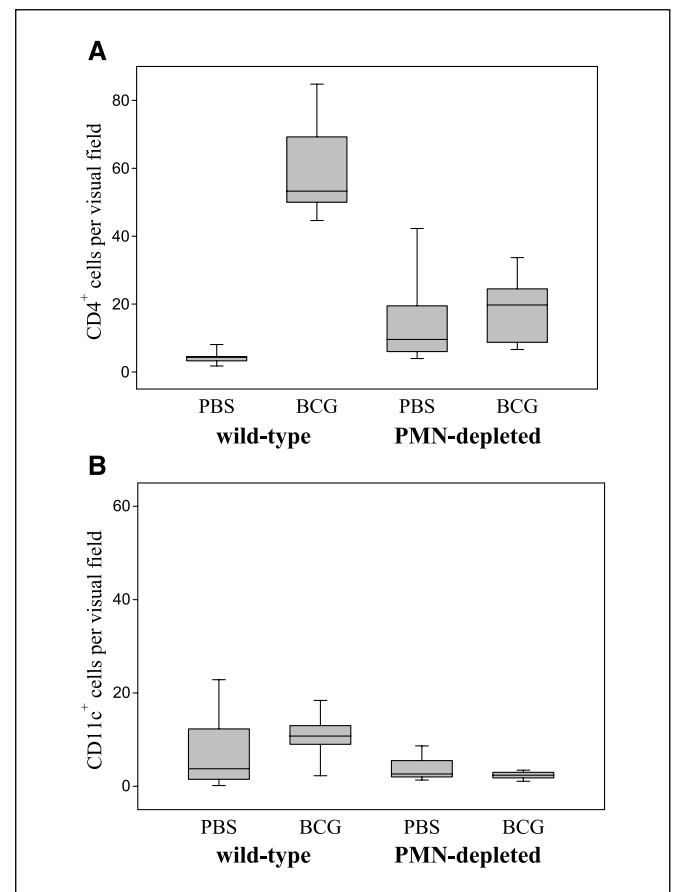 A
CD4+ cells per visual field
80
60
40
20
0
PBS BCG PBS BCG
wild-type PMN-depleted
B
CD11c+ cells per visual field
60
40
20
0
PBS BCG PBS BCG
wild-type PMN-depleted